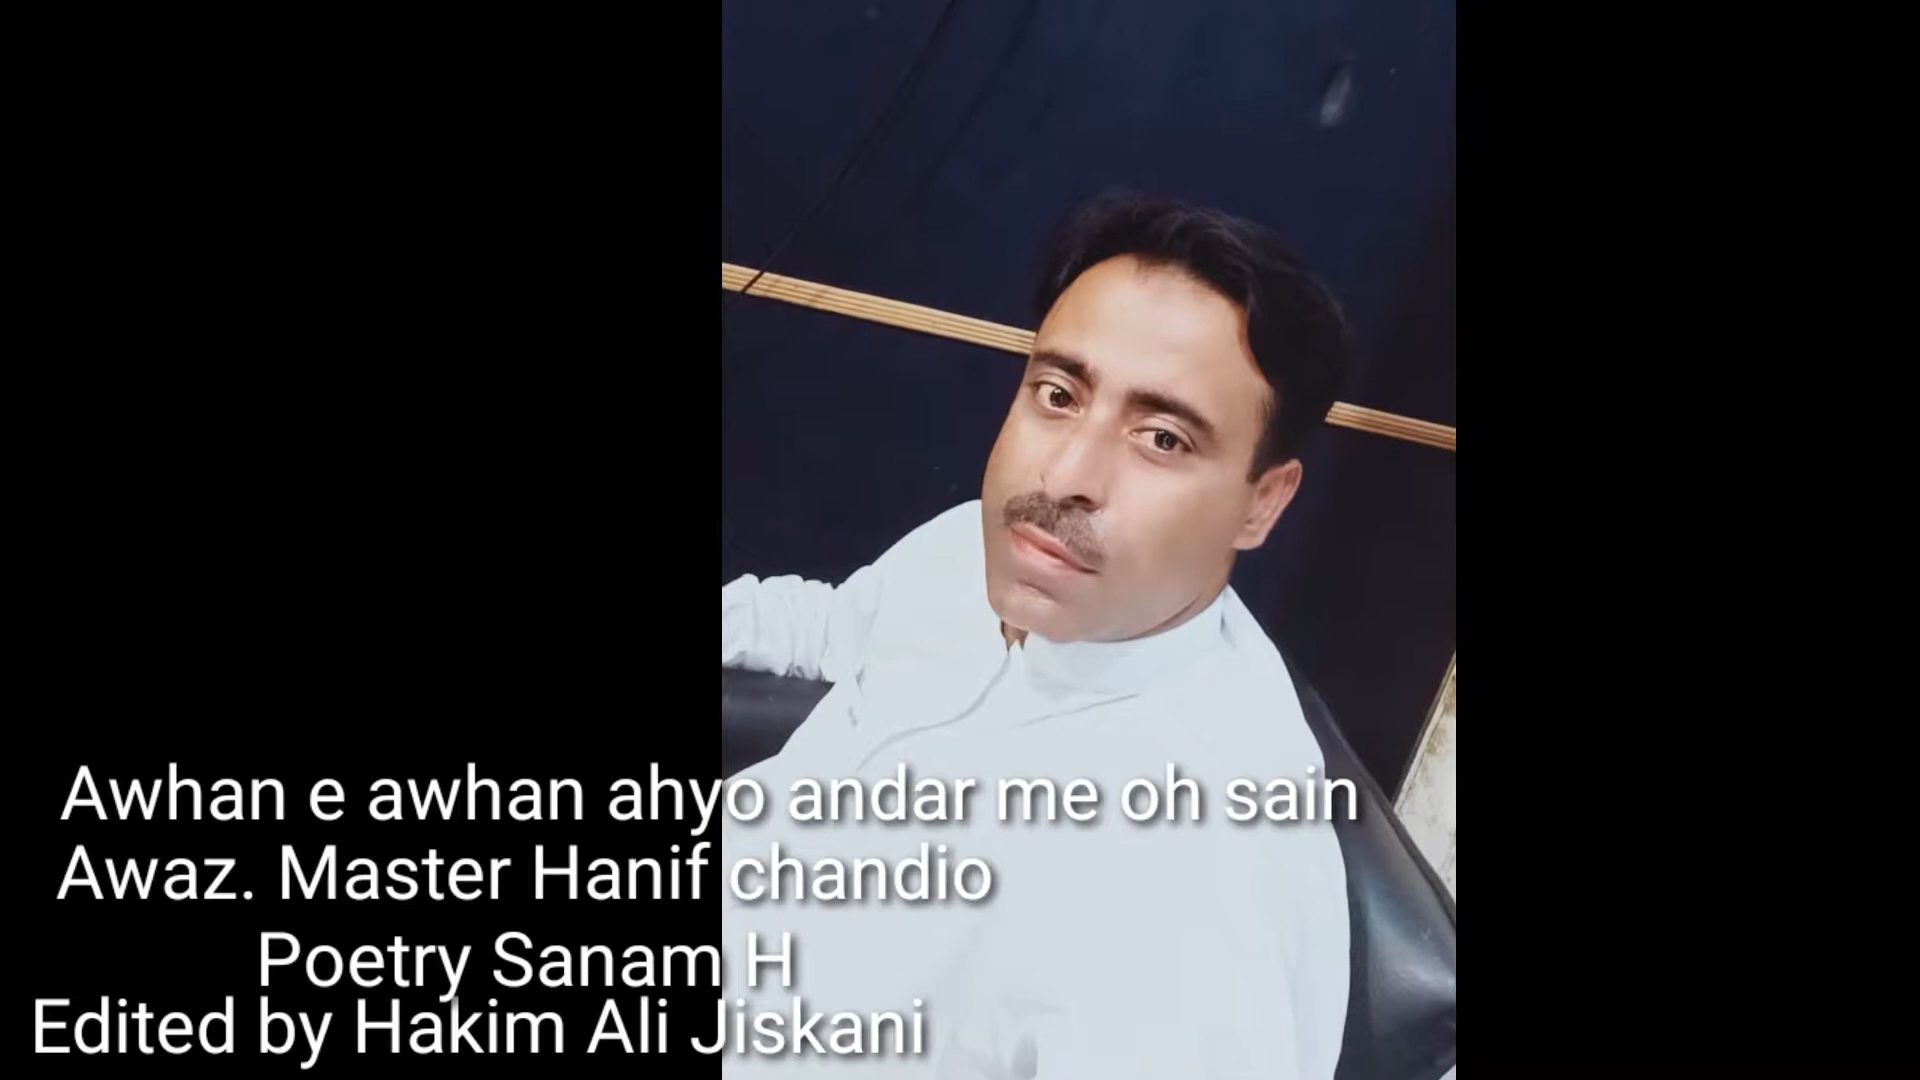 Awhan e awhan ahyo andar me oh sain
Awaz. Master Hanif chandio
Poetry Sanam H
Edited by Hakim Ali Jiskani